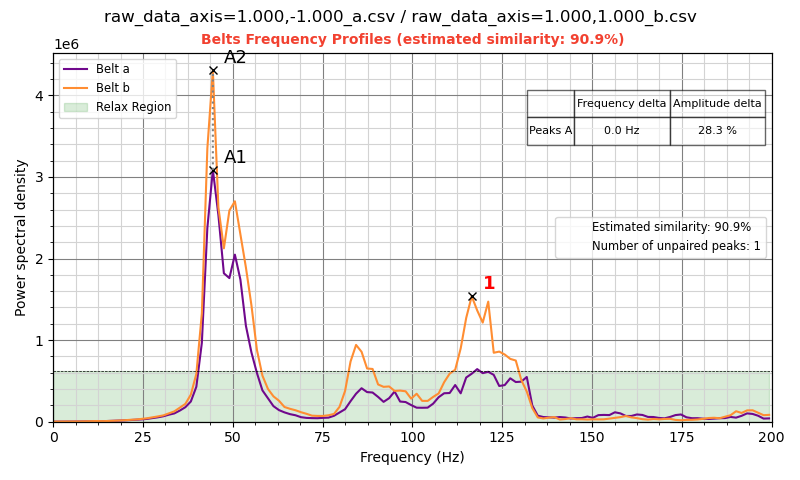 raw_data_axis=1.000,-1.000_a.csv / raw_data_axis=1.000,1.000_b.csv
Belts Frequency Profiles (estimated similarity: 90.9%)
1e6
Belt a
Belt b
Relax Region
A2
A1
1
Frequency delta Amplitude delta
Peaks A 0.0 Hz 28.3 %
Estimated similarity: 90.9%
Number of unpaired peaks: 1
Power spectral density
4
3
2
1
0
0 25 50 75 100 125 150 175 200
Frequency (Hz)